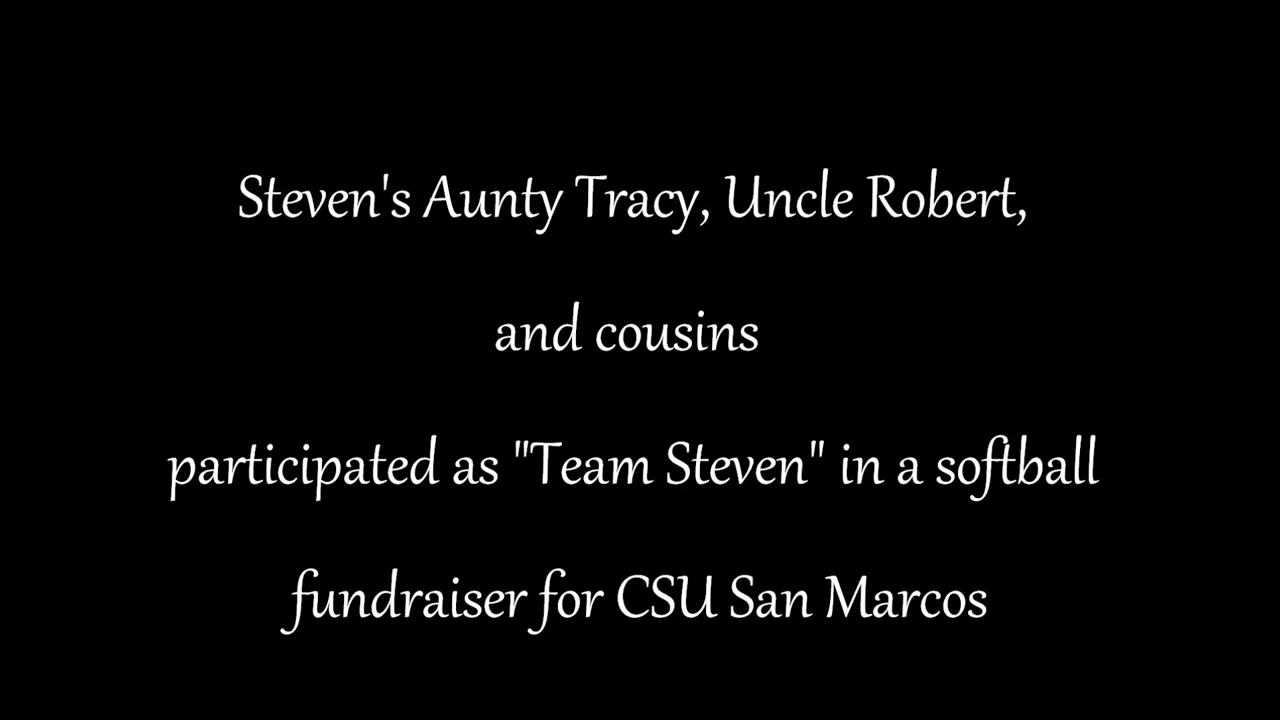 Steven's Aunty Tracy, Uncle Robert,
and cousins
participated as "Team Steven" in a softball
fundraiser for CSU San Marcos